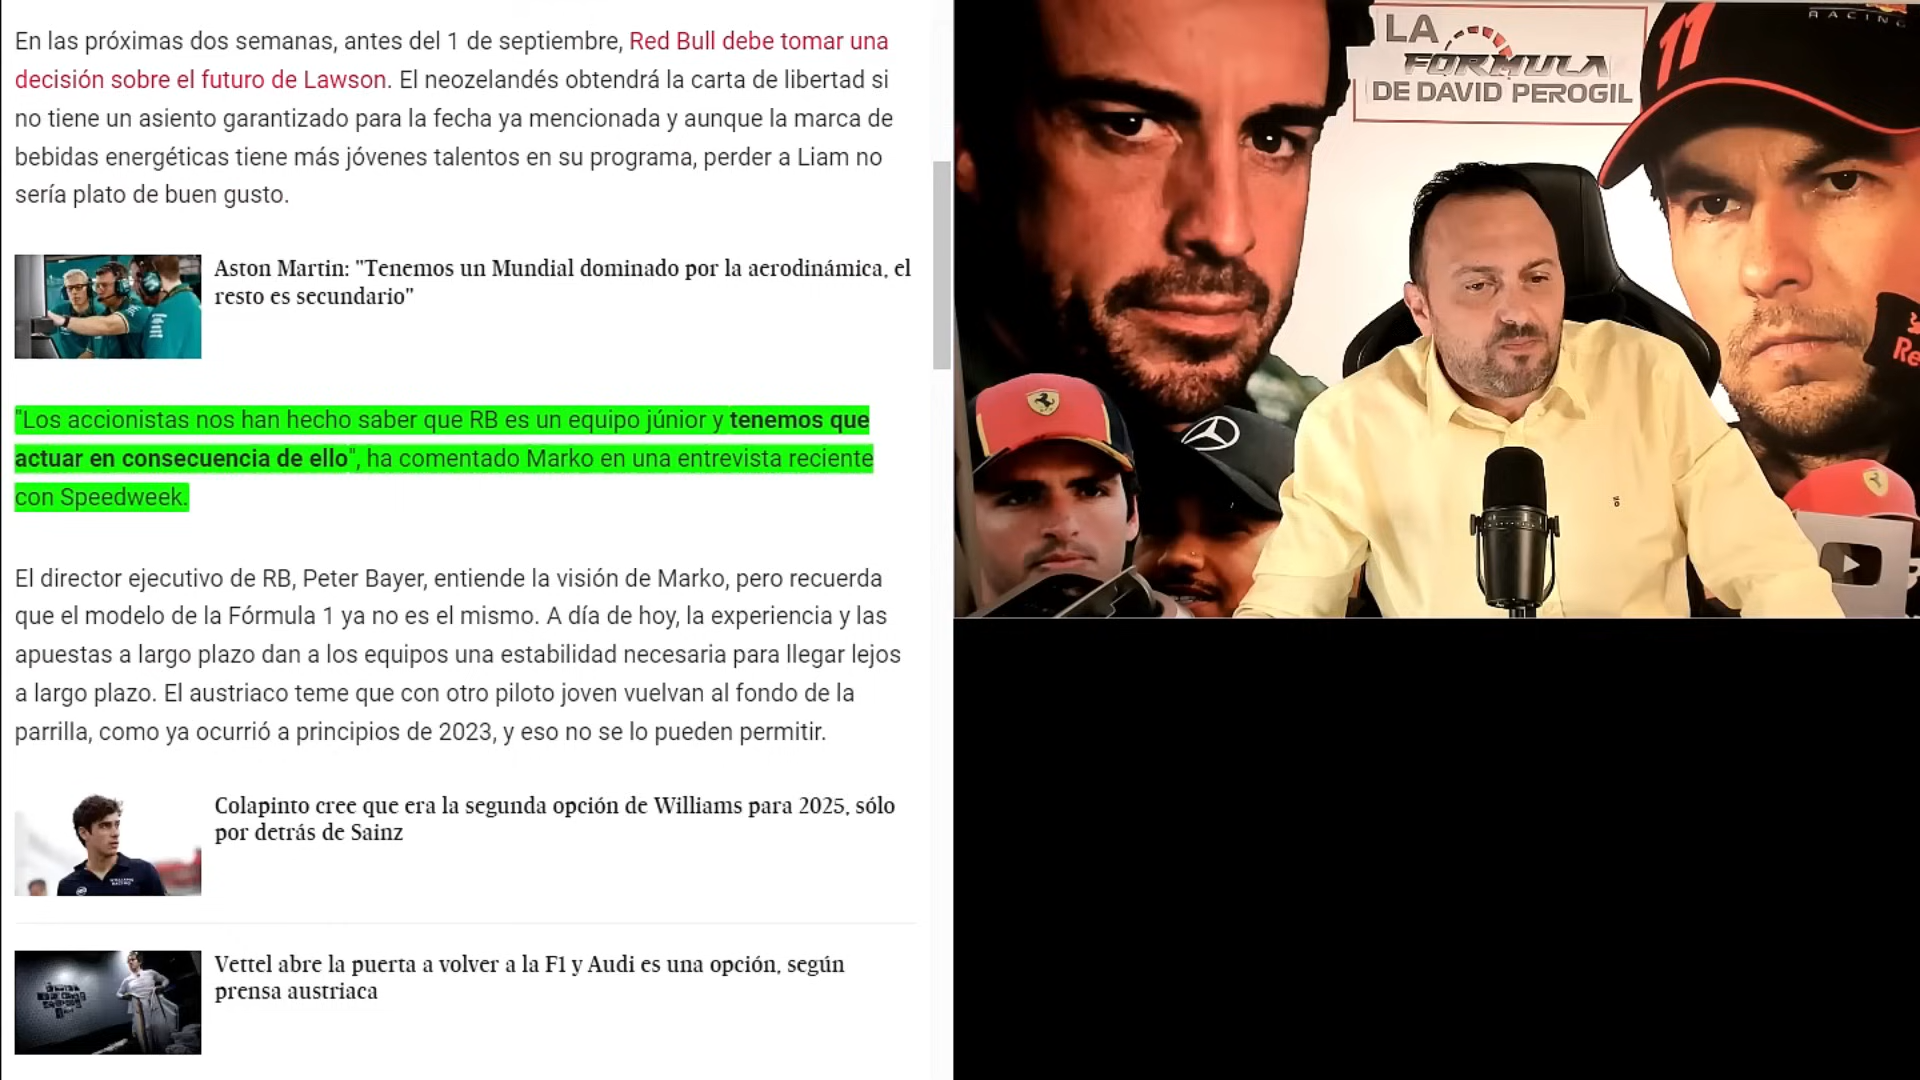 En las próximas dos semanas, antes del 1 de septiembre, Red Bull debe tomar una
decisión sobre el futuro de Lawson. El neozelandés obtendrá la carta de libertad si
no tiene un asiento garantizado para la fecha ya mencionada y aunque la marca de
bebidas energéticas tiene más jóvenes talentos en su programa, perder a Liam no
sería plato de buen gusto.
Aston Martin: "Tenemos un Mundial dominado por la aerodinámica, el
resto es secundario"
"Los accionistas nos han hecho saber que RB es un equipo júnior y tenemos que
actuar en consecuencia de ello", ha comentado Marko en una entrevista reciente
con Speedweek.
El director ejecutivo de RB, Peter Bayer, entiende la visión de Marko, pero recuerda
que el modelo de la Fórmula 1 ya no es el mismo. A día de hoy, la experiencia y las
apuestas a largo plazo dan a los equipos una estabilidad necesaria para llegar lejos
a largo plazo. El austriaco teme que con otro piloto joven vuelvan al fondo de la
parrilla, como ya ocurrió a principios de 2023, y eso no se lo pueden permitir.
Colapinto cree que era la segunda opción de Williams para 2025, sólo
por detrás de Sainz
Vettel abre la puerta a volver a la F1 y Audi es una opción, según
prensa austriaca
LA
FÓRMULA
DE DAVID PEROGIL
11
RACING
Re